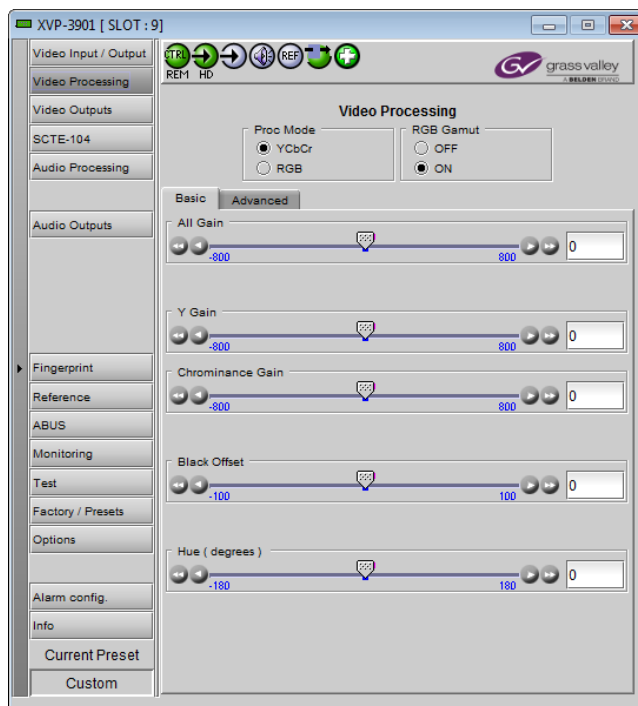 XVP-3901 [ SLOT : 9]
Video Input / Output
Video Processing
Video Outputs
SCTE-104
Audio Processing
Audio Outputs
Fingerprint
Reference
ABUS
Monitoring
Test
Factory / Presets
Options
Alarm config.
Info
Current Preset
Custom
CTRL
REF
REM HD
GV grass valley
A BELDEN BRAND
Video Processing
Proc Mode
YCbCr
RGB
RGB Gamut
OFF
ON
Basic Advanced
All Gain
-800 800 0
Y Gain
-800 800 0
Chrominance Gain
-800 800 0
Black Offset
-100 100 0
Hue ( degrees )
-180 180 0